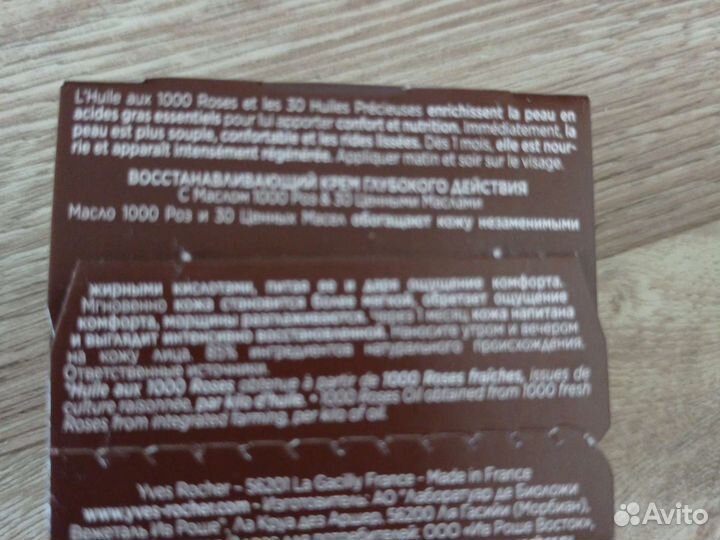 L'Huile aux 1000 Roses et les 30 Huiles Précieuses enrichissent la peau en
acides gras essentiels pour lui apporter confort et nutrition. Immédiatement, la
peau est plus souple, confortable et les rides lissées. Dès 1 mois, elle est nour-
rie et apparaît intensément régénérée. Appliquer matin et soir sur le visage.
ВОССТАНАВЛИВАЮЩИЙ КРЕМ ГЛУБОКОГО ДЕЙСТВИЯ
С Маслом 1000 Роз & 30 Ценными Маслами
Масло 1000 Роз и 30 Ценных Масел обогащают кожу незаменимыми
жирными кислотами, питая ее и даря ощущение комфорта.
Мгновенно кожа становится более мягкой, обретает ощущение
комфорта, морщины разглаживаются. Через 1 месяц кожа напитана
и выглядит интенсивно восстановленной. Наносите утром и вечером
на кожу лица. ингредиентов натурального происхождения.
Ответственные источники.
*Huile aux 1000 Roses obtenue à partir de 1000 Roses fraîches, issues de
culture raisonnée, par kilo d'huile. • 1000 Roses Oil obtained from 1000 fresh
Roses from integrated farming, per kilo of oil.
Yves Rocher - 56201 La Gacilly France - Made in France
www.yves-rocher.com - Изготовитель: АО "Лаборатуар де Биоложи
Вежеталь Ив Роше", Ла Круа дез Аршер, 56200 Ла Гасийи (Морбиан),
ООО "Ив Роше Восток",
Avito